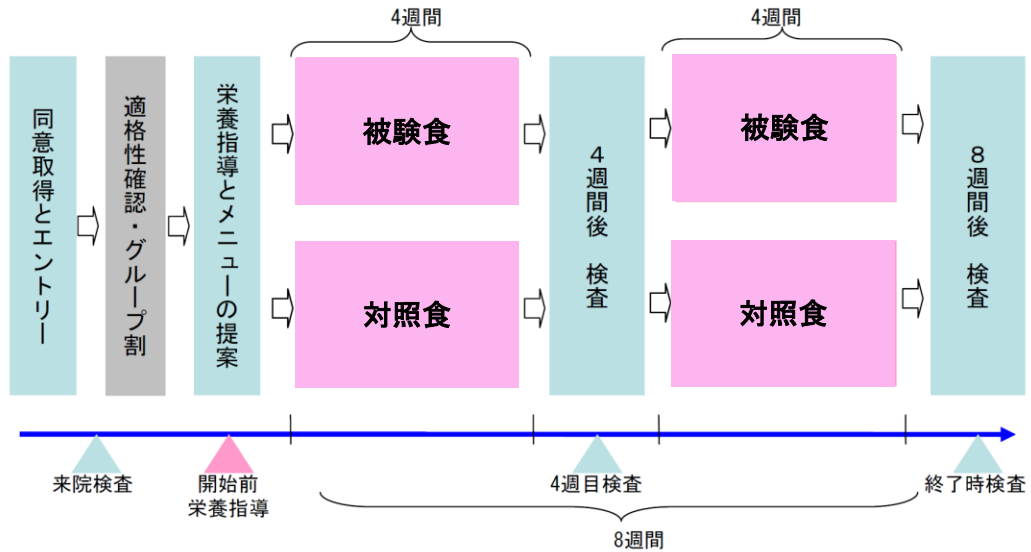 4週間
4週間
同意取得とエントリー
適格性確認・グループ割
栄養指導とメニューの提案
被験食
対照食
4週間後 検査
被験食
対照食
8週間後 検査
来院検査
開始前
栄養指導
4週目検査
終了時検査
8週間